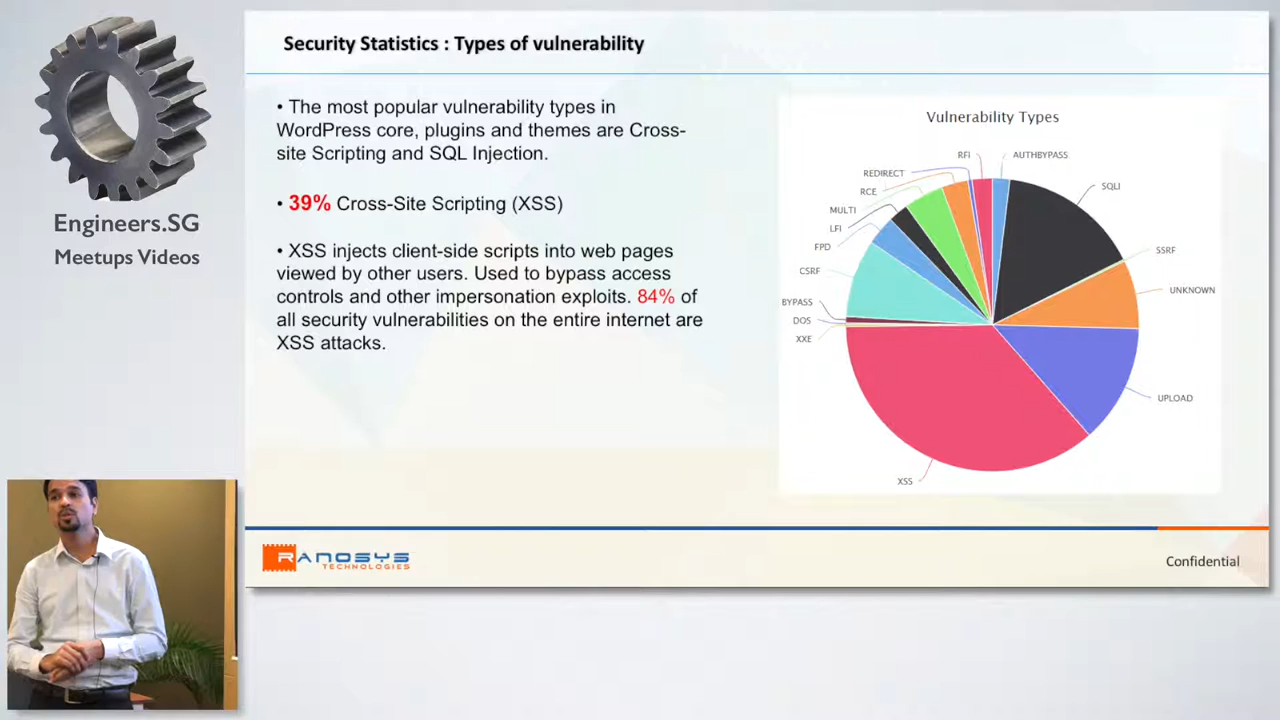 Engineers.SG
Meetups Videos
Security Statistics : Types of vulnerability
• The most popular vulnerability types in
WordPress core, plugins and themes are Cross-
site Scripting and SQL Injection.
• 39% Cross-Site Scripting (XSS)
• XSS injects client-side scripts into web pages
viewed by other users. Used to bypass access
controls and other impersonation exploits. 84% of
all security vulnerabilities on the entire internet are
XSS attacks.
Vulnerability Types
RFI
AUTHBYPASS
REDIRECT
SQLI
RCE
MULTI
LFI
FPD
SSRF
CSRF
UNKNOWN
BYPASS
DOS
XXE
UPLOAD
XSS
RANOSYS
TECHNOLOGIES
Confidential